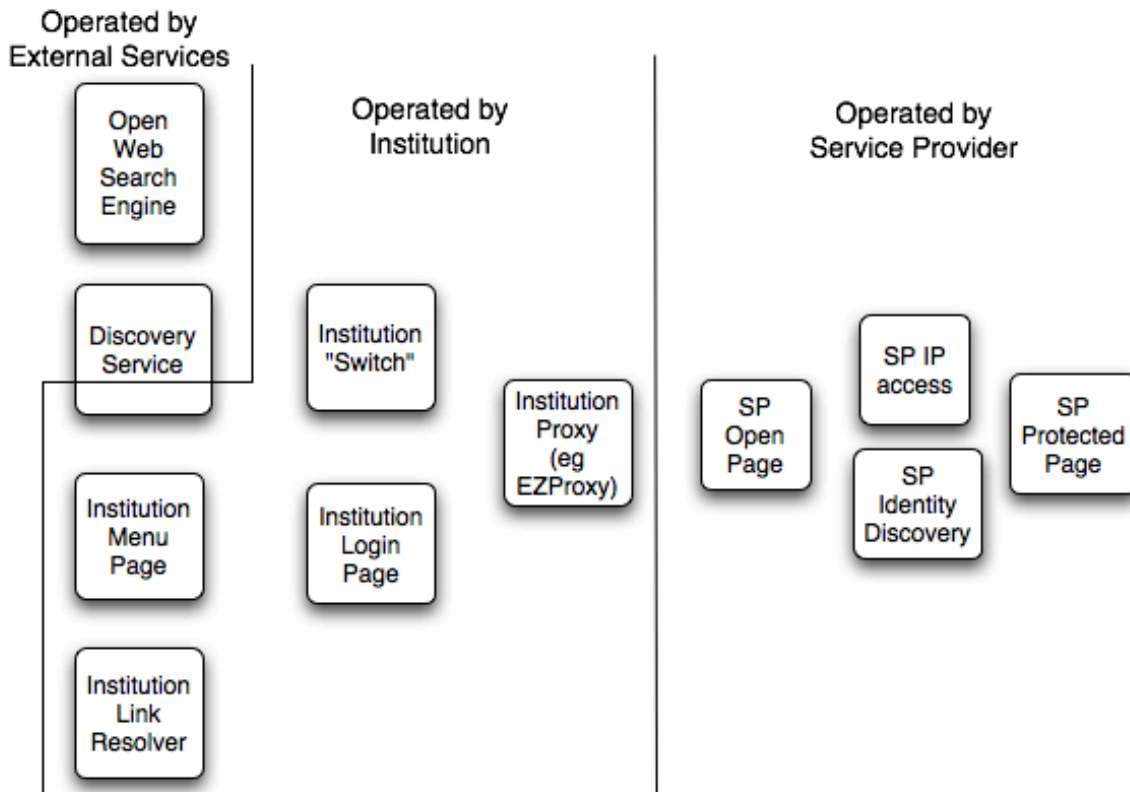 Operated by
External Services
Open
Web
Search
Engine
Discovery
Service
Institution
Menu
Page
Institution
Link
Resolver
Operated by
Institution
Institution
"Switch"
Institution
Login
Page
Institution
Proxy
(eg
EZProxy)
Operated by
Service Provider
SP
Open
Page
SP IP
access
SP
Identity
Discovery
SP
Protected
Page